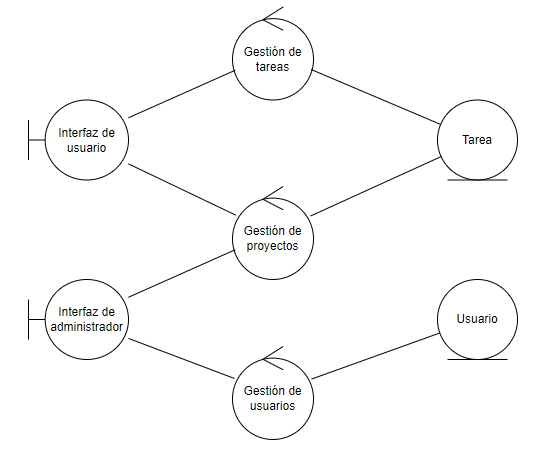 Gestión de
tareas
Interfaz de
usuario
Tarea
Gestión de
proyectos
Interfaz de
administrador
Usuario
Gestión de
usuarios